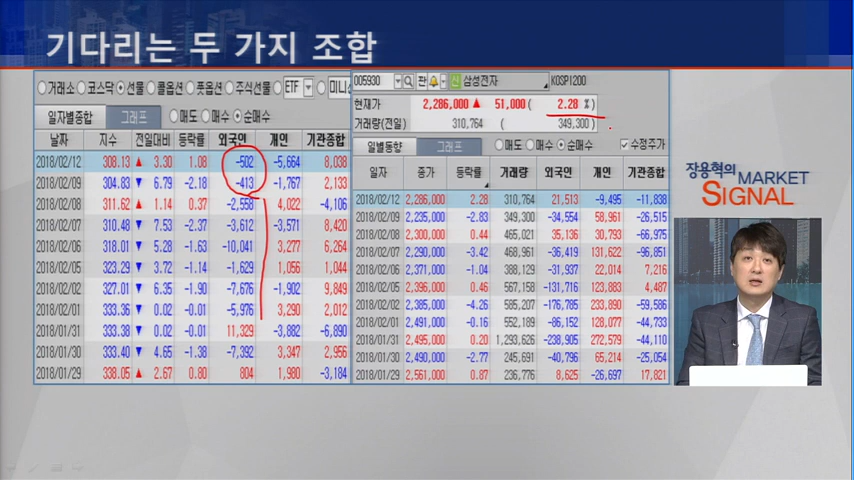 기다리는 두 가지 조합
거래소 코스닥 선물 콜옵션 풋옵션 주식선물 ETF 미니선
일자별종합 그래프 매도 매수 순매수
날짜 지수 전일대비 등락률 외국인 개인 기관종합
2018/02/12 308.13 ▲ 3.30 1.08 -502 -5,664 8,038
2018/02/09 304.83 ▼ 6.79 -2.18 -413 -1,767 2,133
2018/02/08 311.62 ▲ 1.14 0.37 -2,558 4,022 -4,106
2018/02/07 310.48 ▼ 7.53 -2.37 -3,612 -3,571 8,420
2018/02/06 318.01 ▼ 5.28 -1.63 -10,041 3,277 6,264
2018/02/05 323.29 ▼ 3.72 -1.14 -1,629 1,056 1,044
2018/02/02 327.01 ▼ 6.35 -1.90 -7,676 -1,902 9,849
2018/02/01 333.36 ▼ 0.02 -0.01 -5,976 3,290 2,012
2018/01/31 333.38 ▼ 0.02 -0.01 11,329 -3,882 -6,890
2018/01/30 333.40 ▼ 4.65 -1.38 -7,392 3,347 2,956
2018/01/29 338.05 ▲ 2.67 0.80 804 1,980 -3,184
005930 판 신 삼성전자 KOSPI200
현재가 2,286,000 ▲ 51,000 ( 2.28 %)
거래량(전일) 310,764 ( 349,300)
일별동향 그래프 매도 매수 순매수 수정주가
일자 종가 등락률 거래량 외국인 개인 기관종합
2018/02/12 2,286,000 2.28 310,764 21,513 -9,495 -11,838
2018/02/09 2,235,000 -2.83 349,300 -34,554 58,961 -26,515
2018/02/08 2,300,000 0.44 465,021 35,136 30,793 -66,975
2018/02/07 2,290,000 -3.42 468,961 -36,419 131,622 -96,851
2018/02/06 2,371,000 -1.04 388,129 -31,937 22,014 7,216
2018/02/05 2,396,000 0.46 567,158 -131,716 123,883 4,487
2018/02/02 2,385,000 -4.26 585,207 -176,785 233,890 -59,586
2018/02/01 2,491,000 -0.16 552,189 -86,152 128,077 -44,733
2018/01/31 2,495,000 0.20 1,293,626 -238,905 272,579 -44,110
2018/01/30 2,490,000 -2.77 245,691 -40,796 65,214 -25,054
2018/01/29 2,561,000 0.87 236,776 8,625 -26,697 17,821
장용혁의 MARKET
SIGNAL